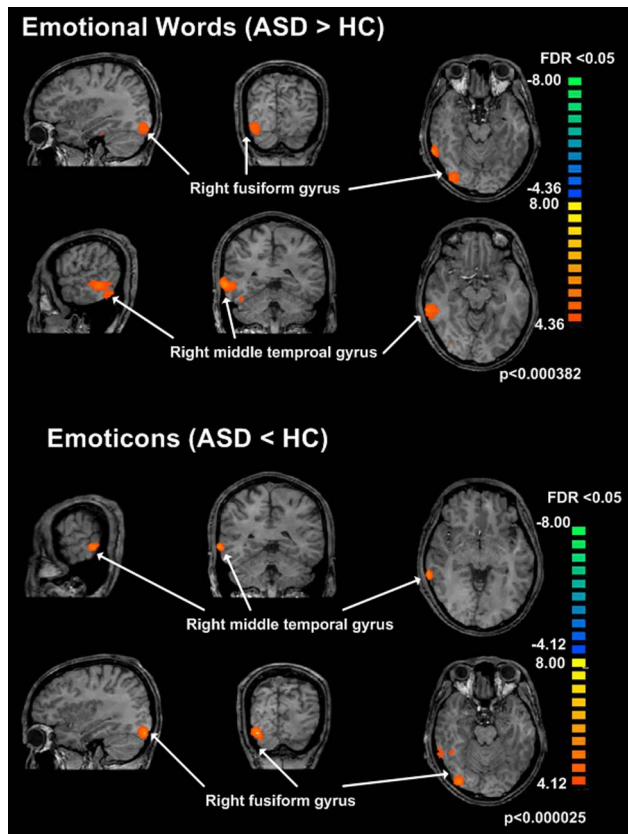 Emotional Words (ASD > HC)
FDR <0.05
-8.00
Right fusiform gyrus
-4.36
8.00
Right middle temproal gyrus
4.36
p<0.000382
Emoticons (ASD < HC)
FDR <0.05
-8.00
Right middle temporal gyrus
-4.12
8.00
Right fusiform gyrus
4.12
p<0.000025